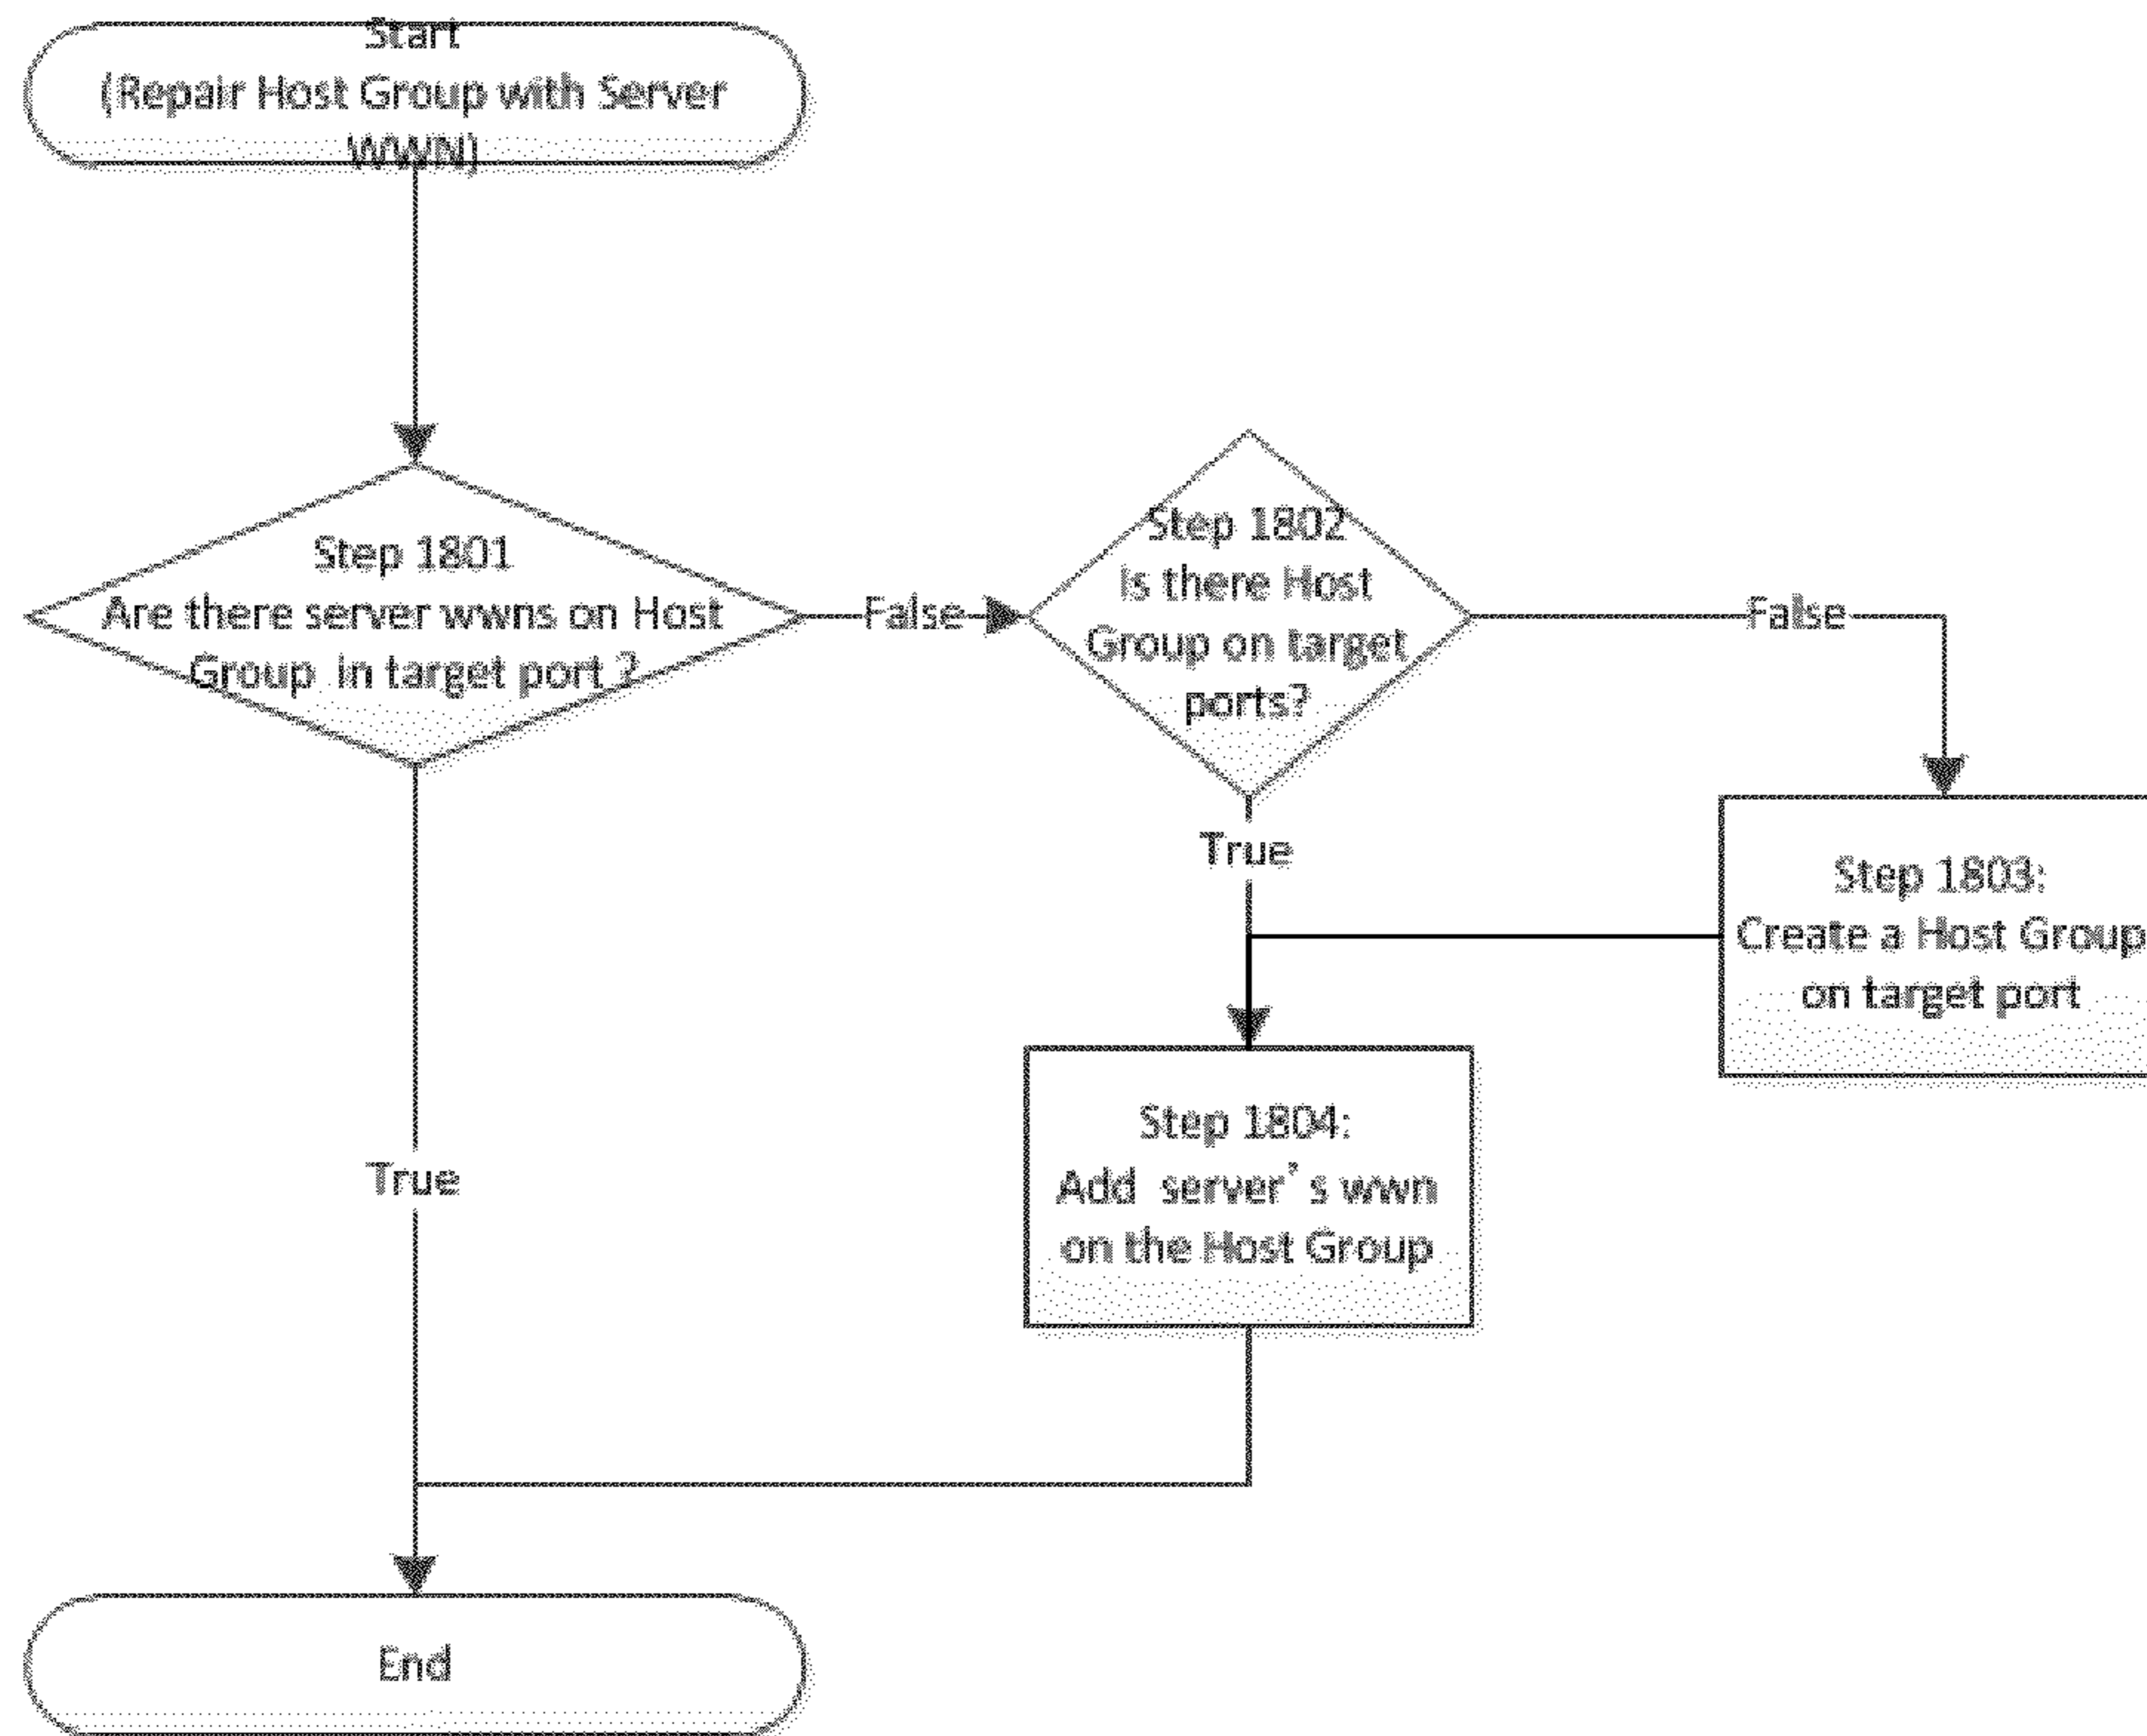 Start
(Repair Host Group with Server
WWN)
Step 1801
Are there server wwns on Host
Group in target port ?
False
Step 1802
Is there Host
Group on target
ports?
False
True
Step 1803:
Create a Host Group
on target port
Step 1804:
Add server's wwn
on the Host Group
True
End